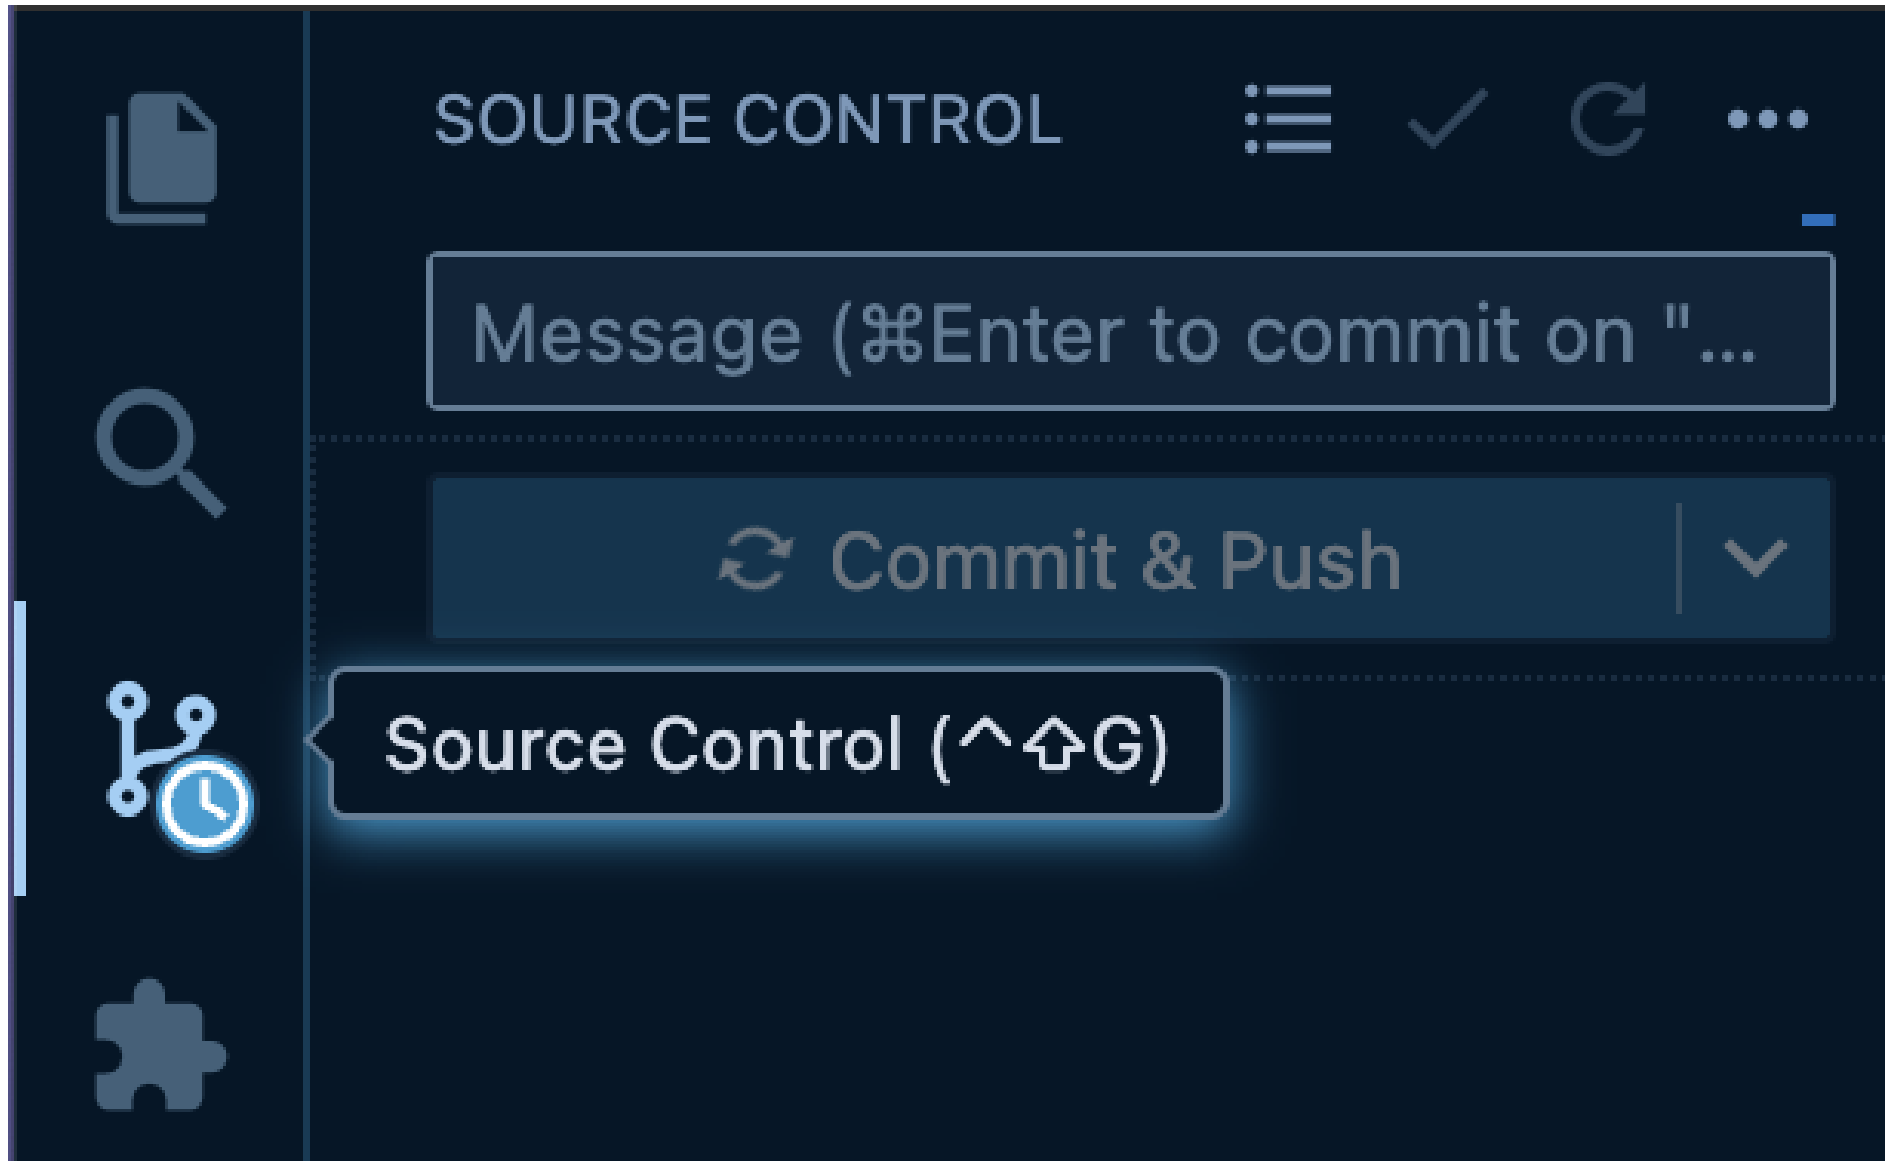 SOURCE CONTROL
Message (⌘Enter to commit on "...
Commit & Push
Source Control (^⇧G)